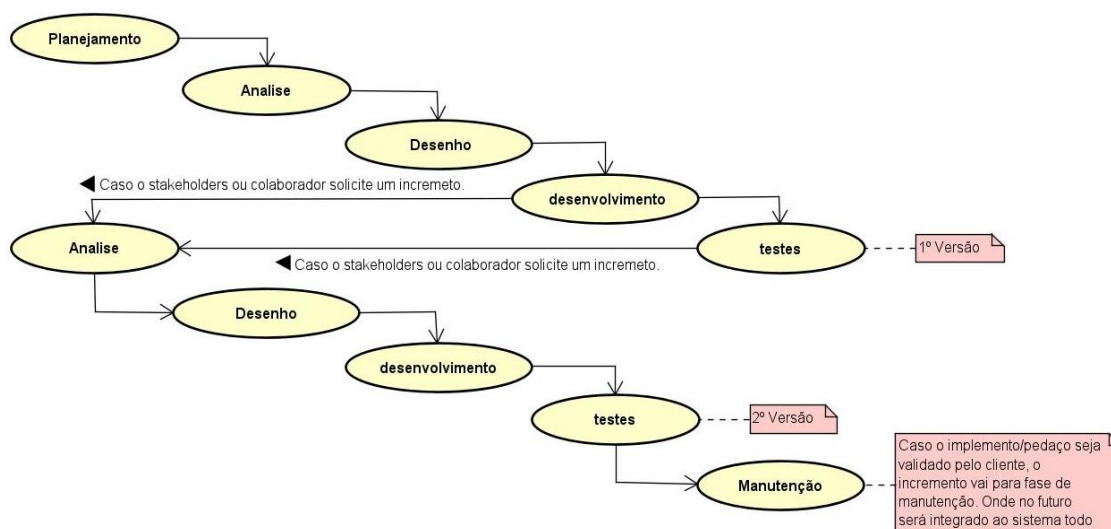 Planejamento
Analise
Desenho
Caso o stakeholders ou colaborador solicite um incremeto.
desenvolvimento
Analise
testes
1º Versão
Caso o stakeholders ou colaborador solicite um incremeto.
Desenho
desenvolvimento
testes
2º Versão
Manutenção
Caso o implemento/pedaço seja
validado pelo cliente, o
incremento vai para fase de
manutenção. Onde no futuro
será integrado ao sistema todo